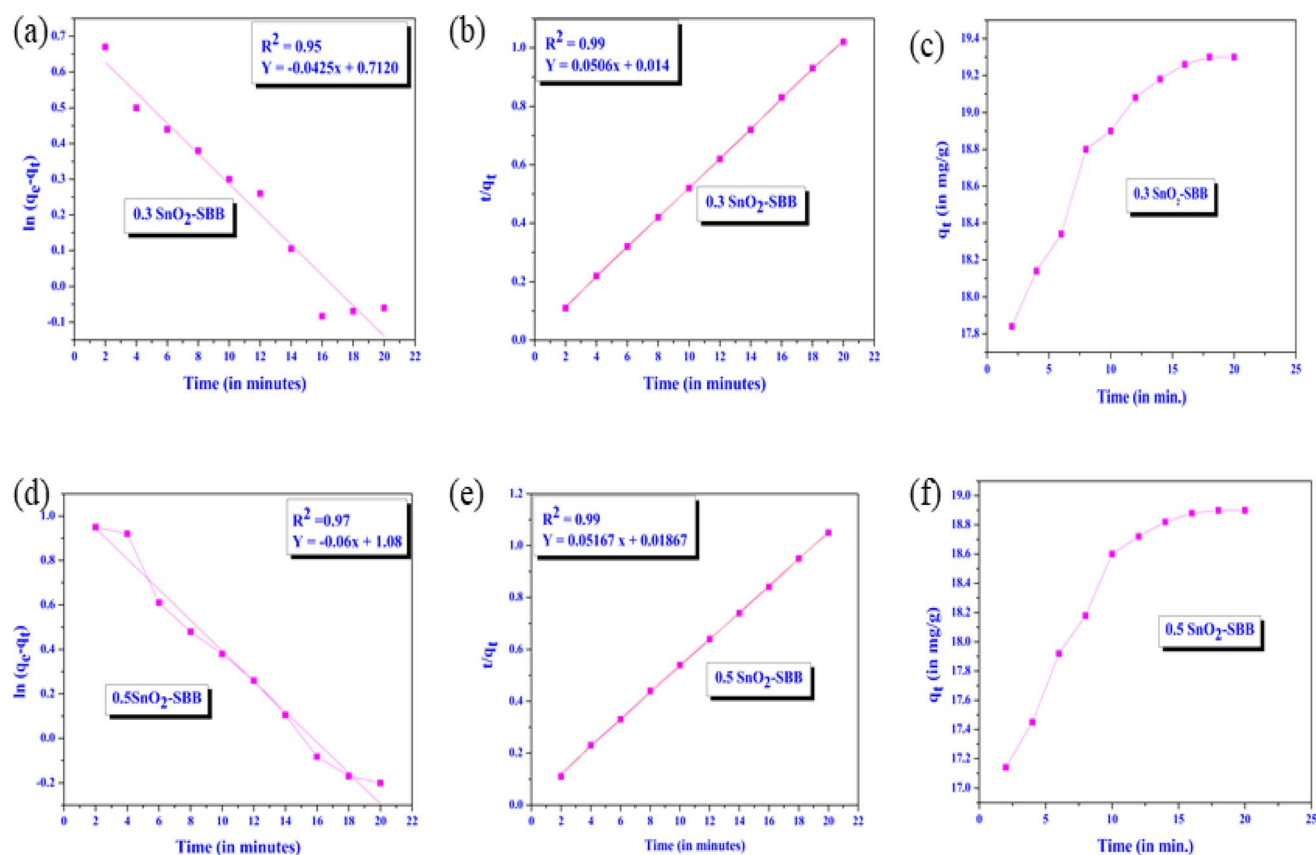 (a)
R² = 0.95
Y = -0.0425x + 0.7120
0.3 SnO₂-SBB
ln (qₑ-qₜ)
0.7
0.6
0.5
0.4
0.3
0.2
0.1
0.0
-0.1
0 2 4 6 8 10 12 14 16 18 20 22
Time (in minutes)
(b)
R² = 0.99
Y = 0.0506x + 0.014
0.3 SnO₂-SBB
t/qₜ
1.0
0.8
0.6
0.4
0.2
0.0
0 2 4 6 8 10 12 14 16 18 20 22
Time (in minutes)
(c)
0.3 SnO₂-SBB
qₜ (in mg/g)
19.4
19.2
19.0
18.8
18.6
18.4
18.2
18.0
17.8
0 5 10 15 20 25
Time (in min.)
(d)
R² =0.97
Y = -0.06x + 1.08
0.5SnO₂-SBB
ln (qₑ-qₜ)
1.0
0.8
0.6
0.4
0.2
0.0
-0.2
0 2 4 6 8 10 12 14 16 18 20 22
Time (in minutes)
(e)
R² = 0.99
Y = 0.05167 x + 0.01867
0.5 SnO₂-SBB
t/qₜ
1.2
1.0
0.8
0.6
0.4
0.2
0.0
0 2 4 6 8 10 12 14 16 18 20 22
Time (in minutes)
(f)
0.5 SnO₂-SBB
qₜ (in mg/g)
19.0
18.8
18.6
18.4
18.2
18.0
17.8
17.6
17.4
17.2
17.0
0 5 10 15 20 25
Time (in min.)